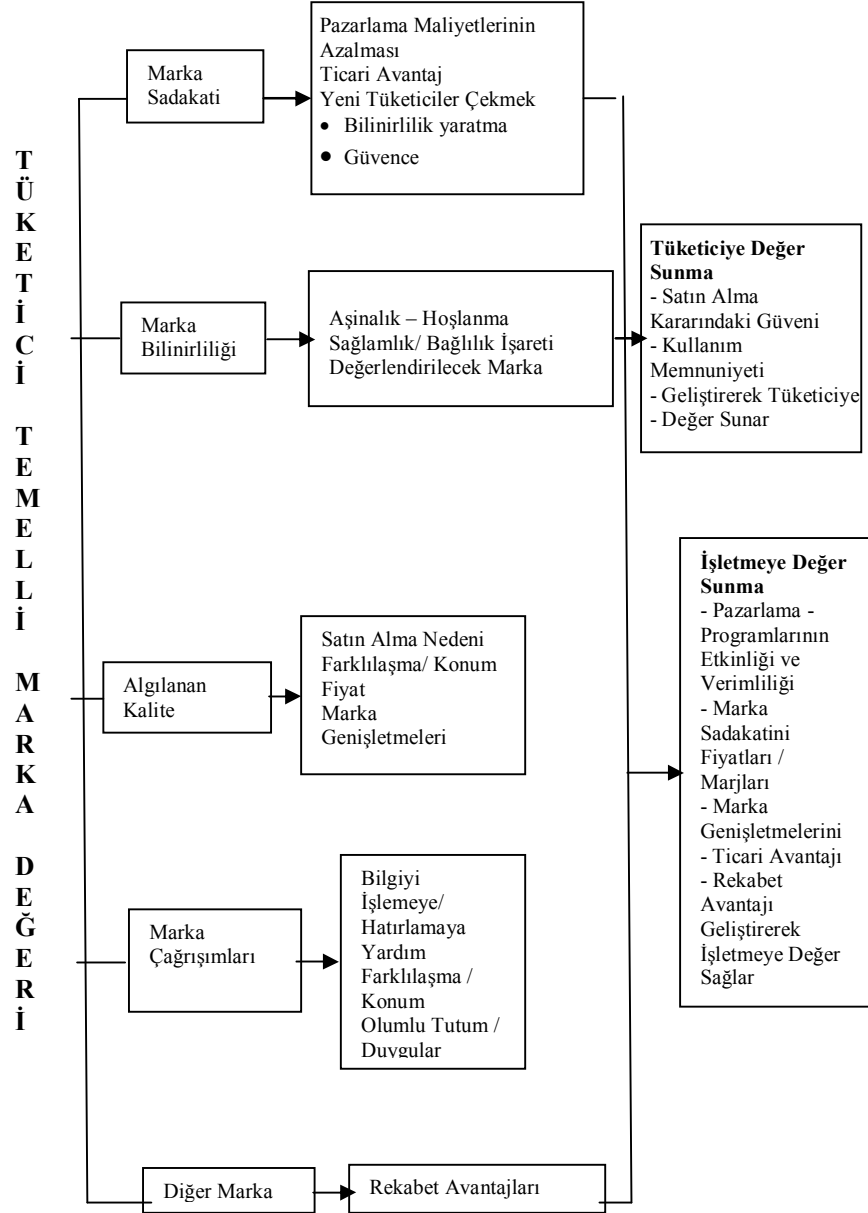 TÜKETİCİ TEMELLİ MARKA DEĞERİ
Marka
Sadakati
Pazarlama Maliyetlerinin
Azalması
Ticari Avantaj
Yeni Tüketiciler Çekmek
• Bilinirlilik yaratma
• Güvence
Marka
Bilinirliliği
Aşinalık – Hoşlanma
Sağlamlık/ Bağlılık İşareti
Değerlendirilecek Marka
Tüketiciye Değer
Sunma
- Satın Alma
Kararındaki Güveni
- Kullanım
Memnuniyeti
- Geliştirerek Tüketiciye
- Değer Sunar
Algılanan
Kalite
Satın Alma Nedeni
Farklılaşma/ Konum
Fiyat
Marka
Genişletmeleri
İşletmeye Değer
Sunma
- Pazarlama -
Programlarının
Etkinliği ve
Verimliliği
- Marka
Sadakatini
Fiyatları /
Marjları
- Marka
Genişletmelerini
- Ticari Avantajı
- Rekabet
Avantajı
Geliştirerek
İşletmeye Değer
Sağlar
Marka
Çağrışımları
Bilgiyi
İşlemeye/
Hatırlamaya
Yardım
Farklılaşma /
Konum
Olumlu Tutum /
Duygular
Diğer Marka
Rekabet Avantajları